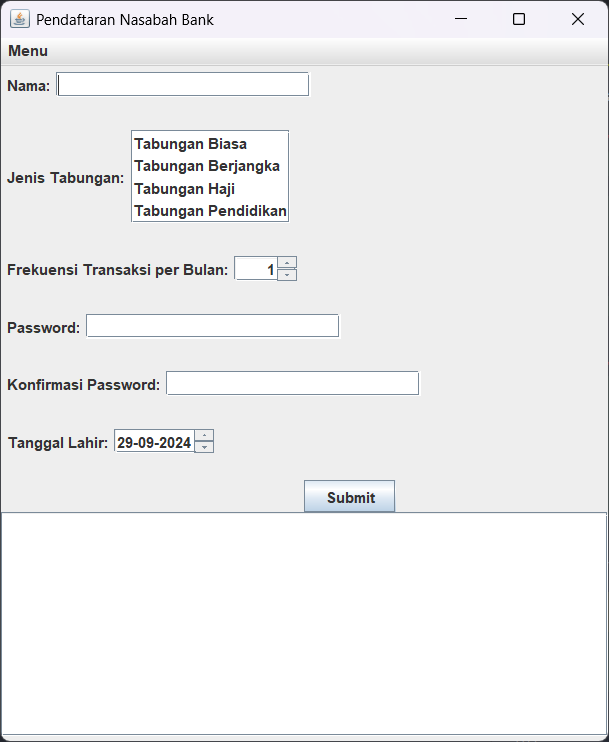 Pendaftaran Nasabah Bank
Menu
Nama:
Jenis Tabungan:
Tabungan Biasa
Tabungan Berjangka
Tabungan Haji
Tabungan Pendidikan
Frekuensi Transaksi per Bulan: 1
Password:
Konfirmasi Password:
Tanggal Lahir: 29-09-2024
Submit